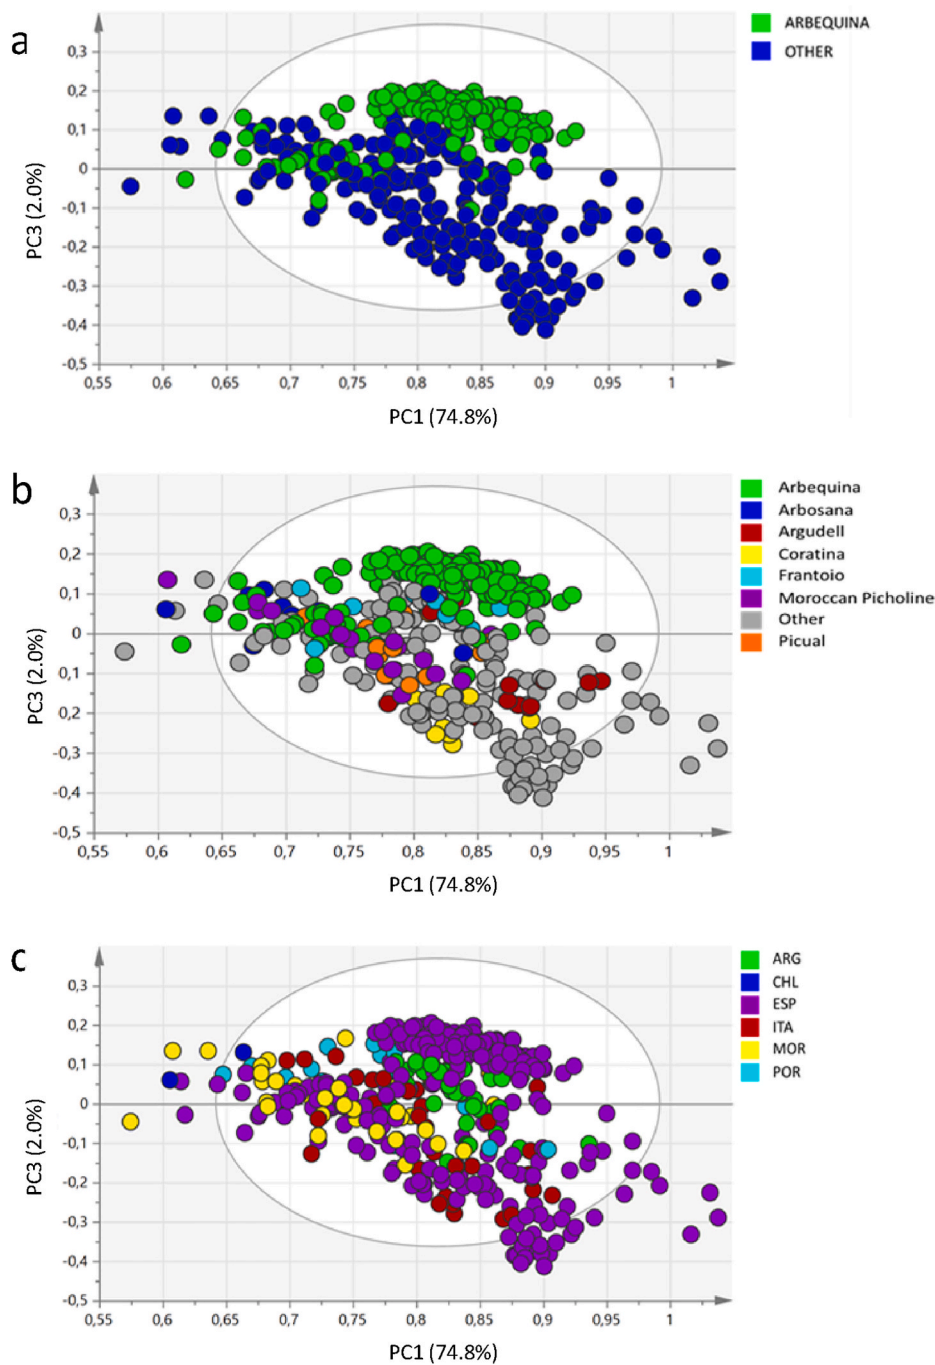 a
ARBEQUINA
OTHER
0,3
0,2
0,1
0
-0,1
-0,2
-0,3
-0,4
-0,5
PC3 (2.0%)
0,55 0,6 0,65 0,7 0,75 0,8 0,85 0,9 0,95 1
PC1 (74.8%)
b
Arbequina
Arbosana
Argudell
Coratina
Frantoio
Moroccan Picholine
Other
Picual
0,3
0,2
0,1
0
0,1
0,2
-0,3
-0,4
-0,5
PC3 (2.0%)
0,55 0,6 0,65 0,7 0,75 0,8 0,85 0,9 0,95 1
PC1 (74.8%)
c
ARG
CHL
ESP
ITA
MOR
POR
0,3
0,2
0,1
0
-0,1
-0,2
-0,3
-0,4
-0,5
PC3 (2.0%)
0,55 0,6 0,65 0,7 0,75 0,8 0,85 0,9 0,95 1
PC1 (74.8%)